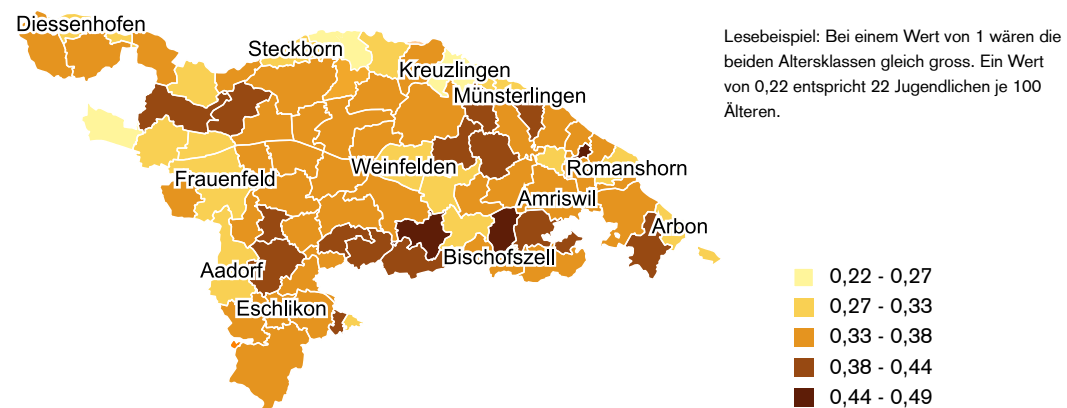 Diessenhofen
Steckborn
Kreuzlingen
Münsterlingen
Weinfelden
Romanshorn
Frauenfeld
Amriswil
Arbon
Bischofszell
Aadorf
Eschlikon
Lesebeispiel: Bei einem Wert von 1 wären die
beiden Altersklassen gleich gross. Ein Wert
von 0,22 entspricht 22 Jugendlichen je 100
Älteren.
0,22 - 0,27
0,27 - 0,33
0,33 - 0,38
0,38 - 0,44
0,44 - 0,49